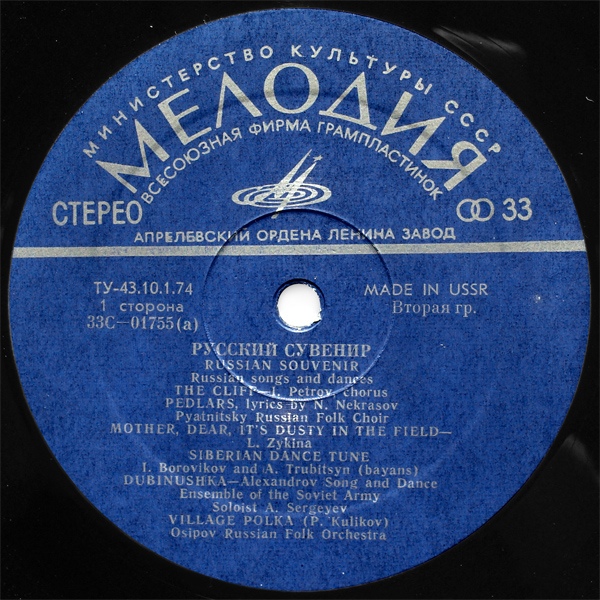 МИНИСТЕРСТВО КУЛЬТУРЫ СССР
МЕЛОДИЯ
ВСЕСОЮЗНАЯ ФИРМА ГРАМПЛАСТИНОК
СТЕРЕО
33
АПРЕЛЕВСКИЙ ОРДЕНА ЛЕНИНА ЗАВОД
ТУ-43.10.1.74
MADE IN USSR
1 сторона
Вторая гр.
33С—01755(а)
РУССКИЙ СУВЕНИР
RUSSIAN SOUVENIR
Russian songs and dances
THE CLIFF—I. Petrov, chorus
PEDLARS, lyrics by N. Nekrasov
Pyatnitsky Russian Folk Choir
MOTHER, DEAR, IT'S DUSTY IN THE FIELD—
L. Zykina
SIBERIAN DANCE TUNE
I. Borovikov and A. Trubitsyn (bayans)
DUBINUSHKA—Alexandrov Song and Dance
Ensemble of the Soviet Army
Soloist A. Sergeyev
VILLAGE POLKA (P. Kulikov)
Osipov Russian Folk Orchestra